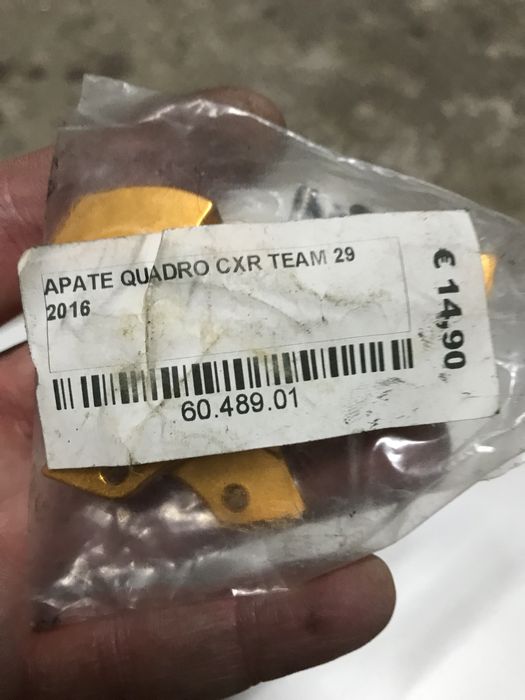 APATE QUADRO CXR TEAM 29
2016
€ 14,90
60.489.01